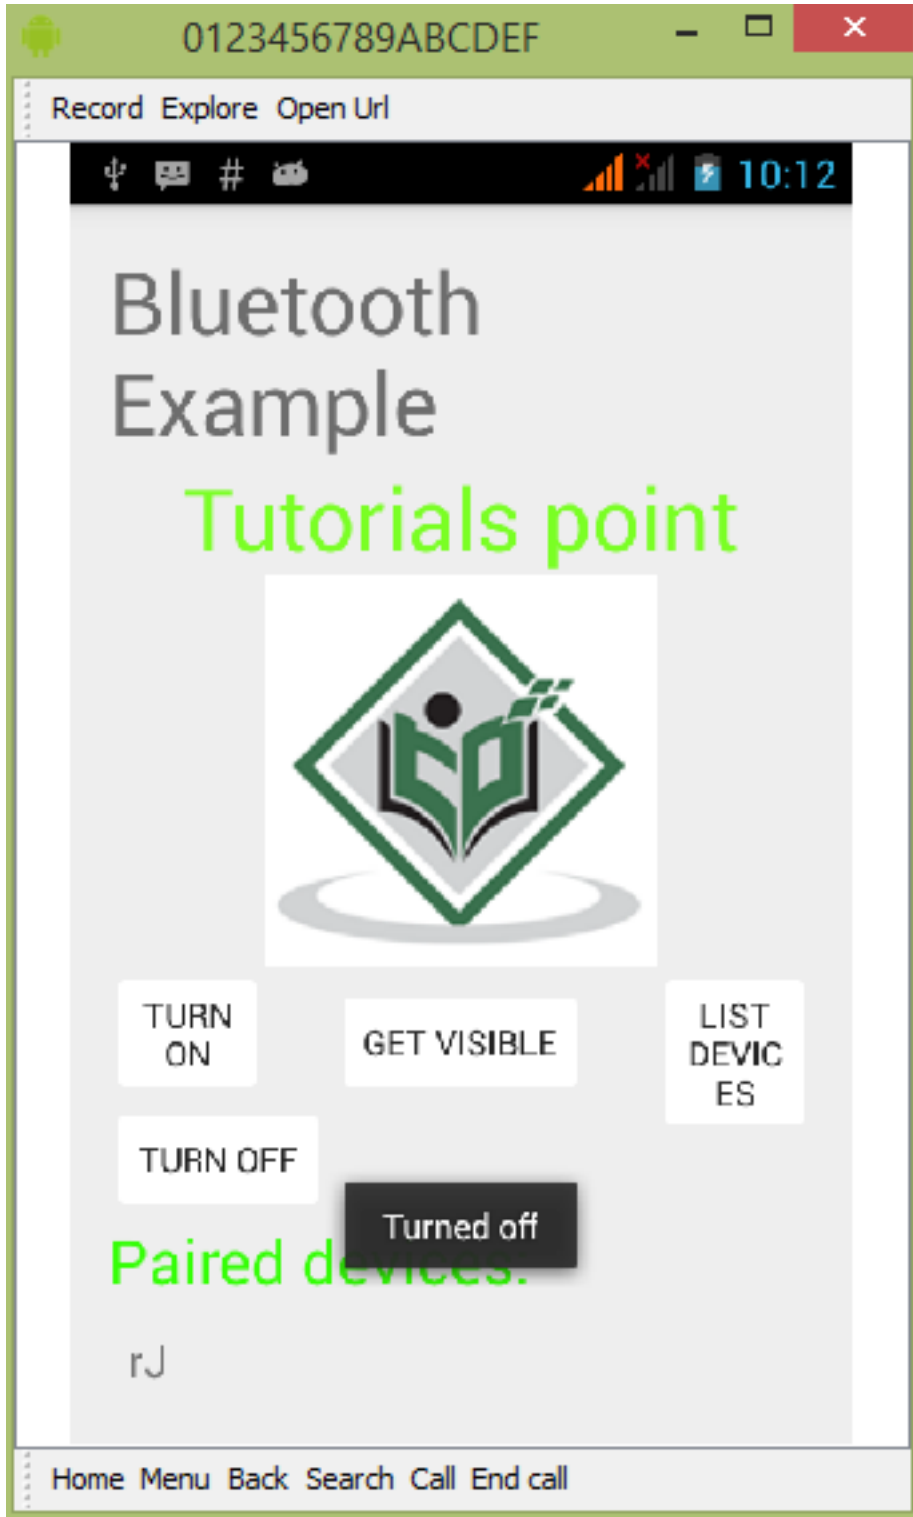 0123456789ABCDEF
Record Explore Open Url
10:12
Bluetooth
Example
Tutorials point
TURN
ON
GET VISIBLE
LIST
DEVIC
ES
TURN OFF
Turned off
Paired devices:
rJ
Home Menu Back Search Call End call